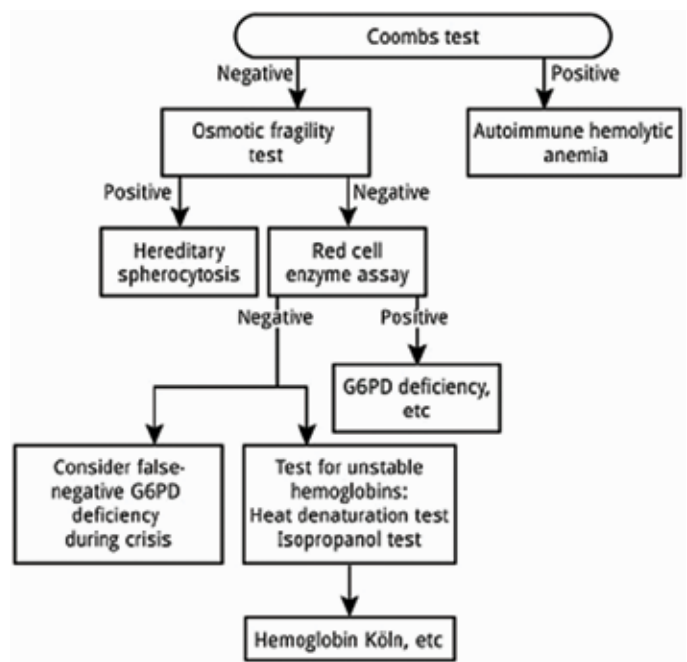 Coombs test
Negative
Positive
Osmotic fragility
test
Autoimmune hemolytic
anemia
Positive
Negative
Hereditary
spherocytosis
Red cell
enzyme assay
Negative
Positive
G6PD deficiency,
etc
Consider false-
negative G6PD
deficiency
during crisis
Test for unstable
hemoglobins:
Heat denaturation test
Isopropanol test
Hemoglobin Köln, etc